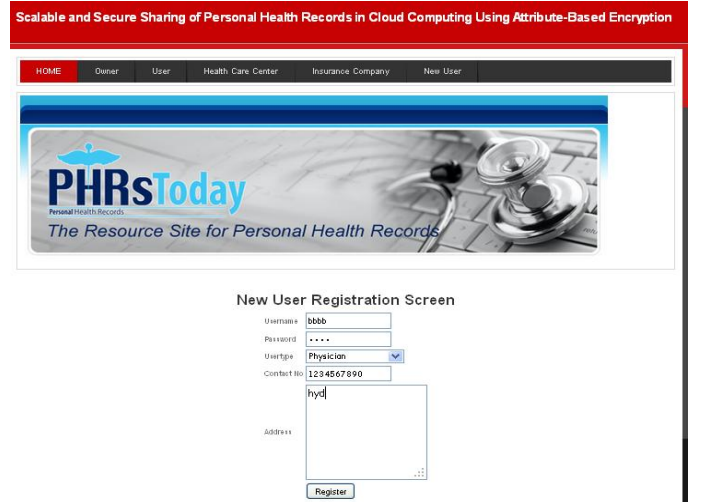 Scalable and Secure Sharing of Personal Health Records in Cloud Computing Using Attribute-Based Encryption
HOME Owner User Health Care Center Insurance Company New User
PHRsToday
Personal Health Records
The Resource Site for Personal Health Records
New User Registration Screen
Username bbbb
Password ••••
Usertype Physician
Contact No 1234567890
Address hyd
Register